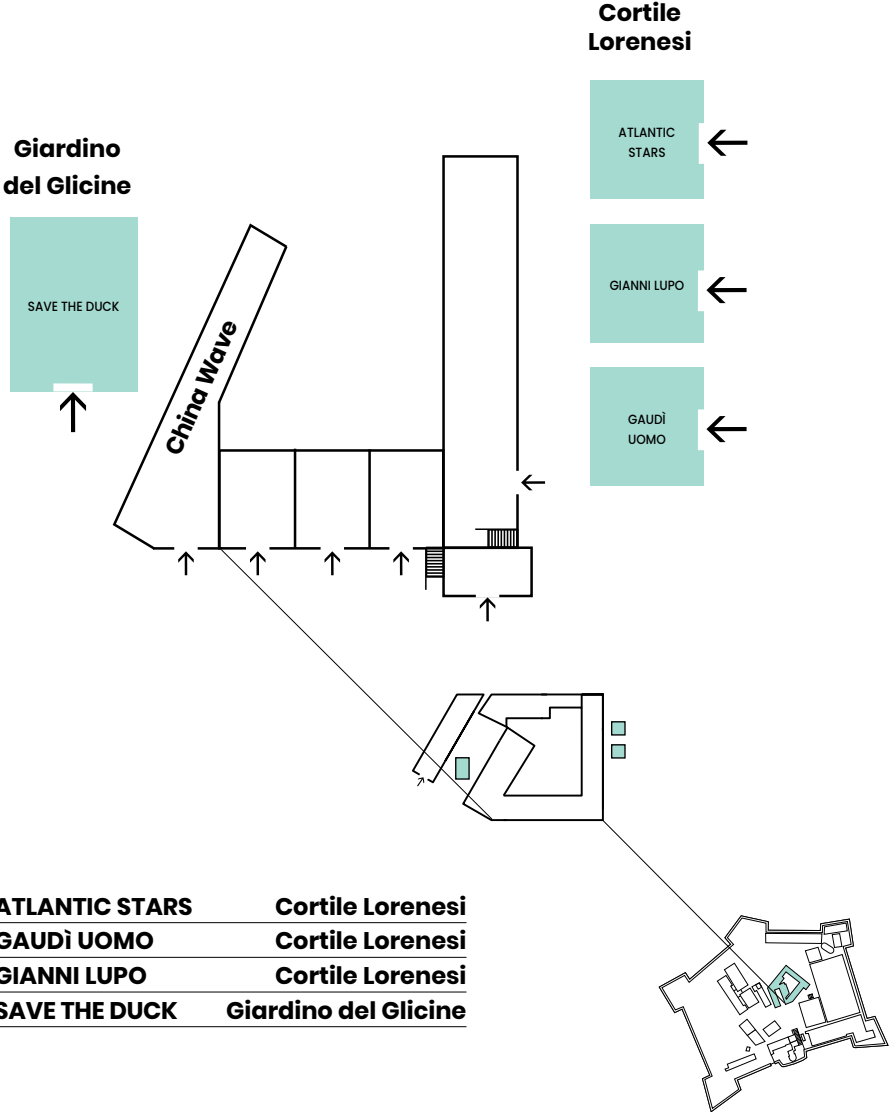 Cortile
Lorenesi
ATLANTIC
STARS
Giardino
del Glicine
GIANNI LUPO
SAVE THE DUCK
China Wave
GAUDÌ
UOMO
ATLANTIC STARS Cortile Lorenesi
GAUDì UOMO Cortile Lorenesi
GIANNI LUPO Cortile Lorenesi
SAVE THE DUCK Giardino del Glicine